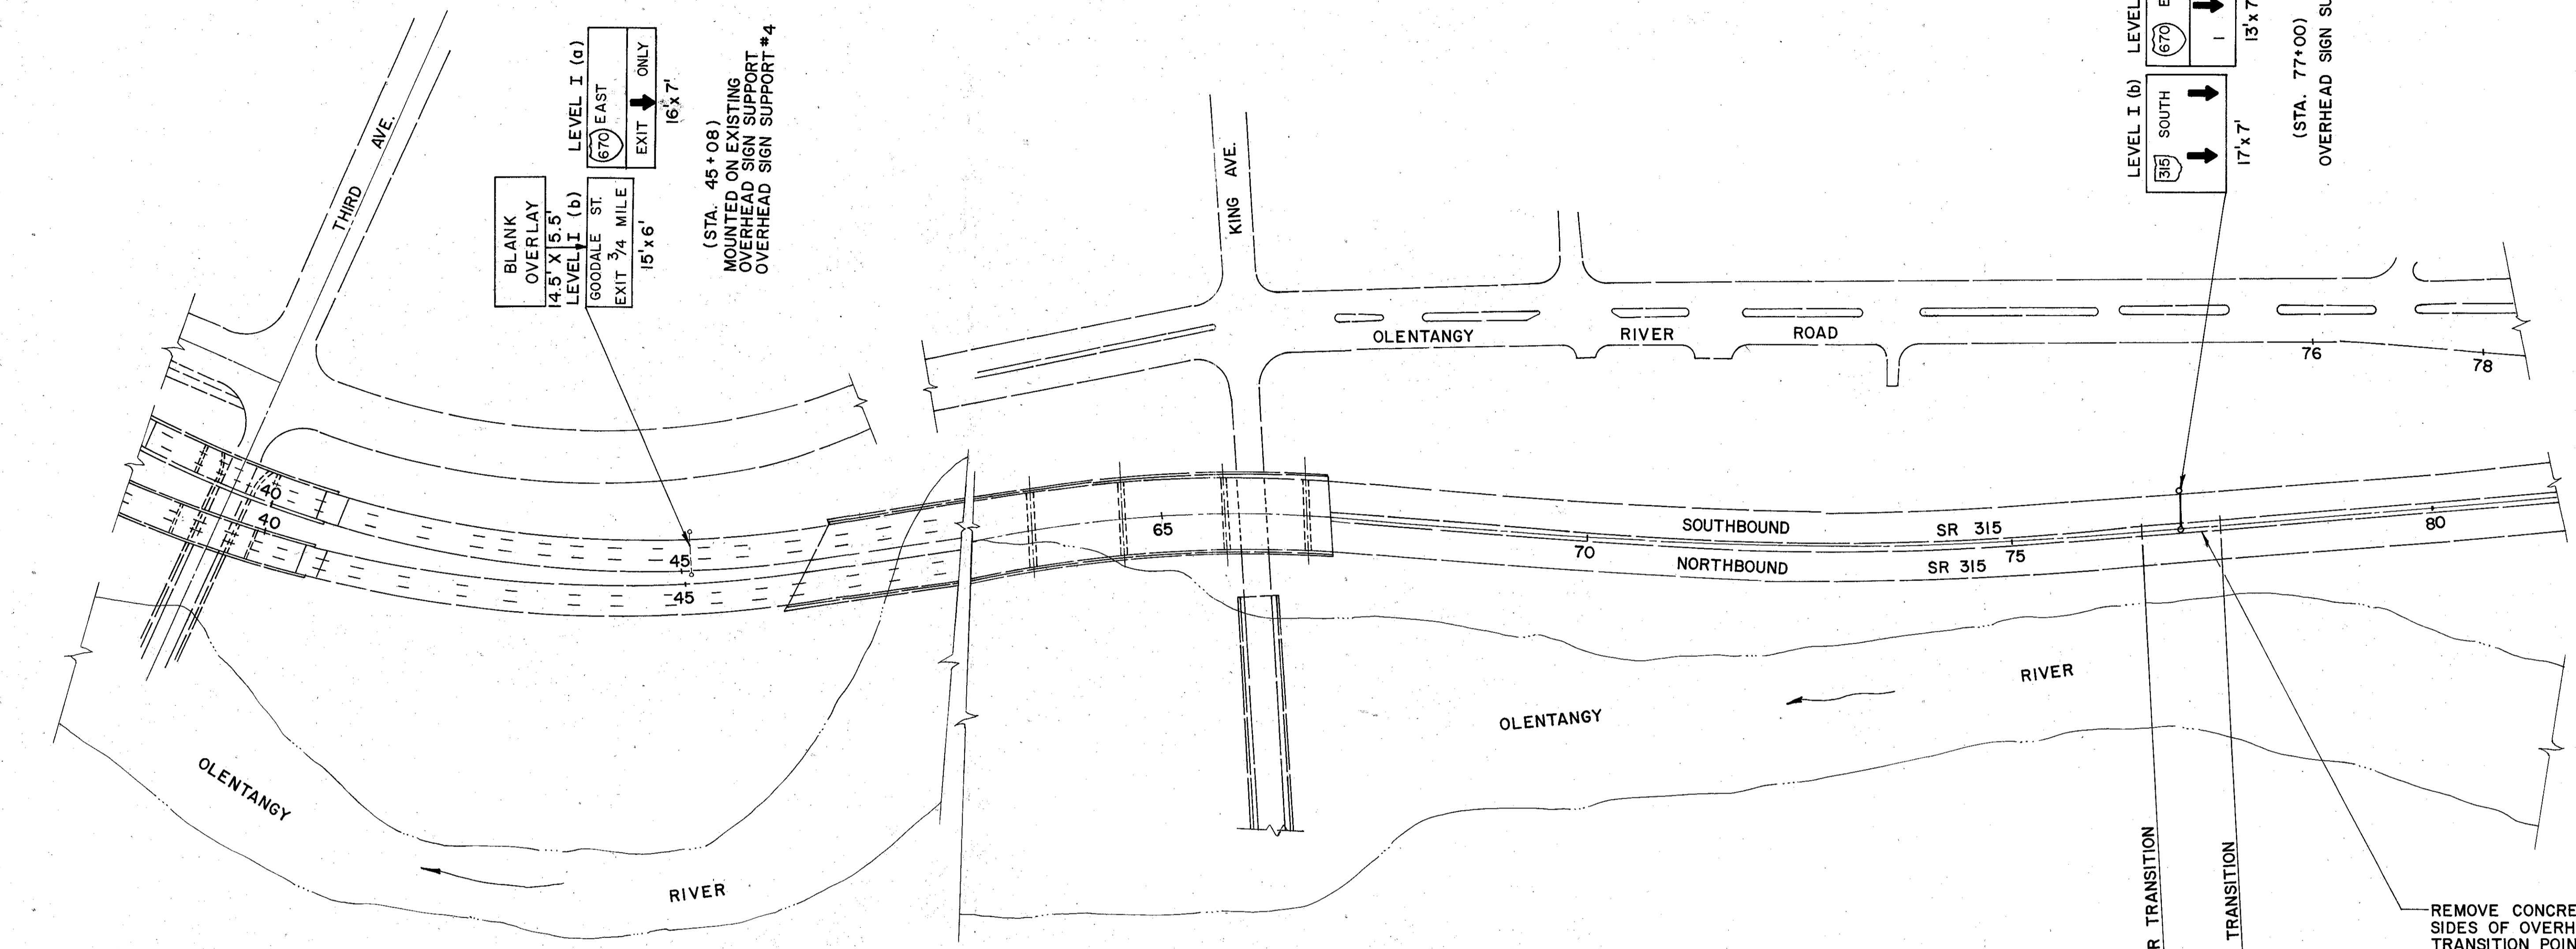 THIRD AVE.
BLANK
OVERLAY
14.5' X 5.5'
LEVEL I (b)
GOODALE ST.
EXIT 3/4 MILE
15'x6'
LEVEL I (a)
670 EAST
EXIT ONLY
16'x7'
(STA. 45+08)
MOUNTED ON EXISTING
OVERHEAD SIGN SUPPORT
OVERHEAD SIGN SUPPORT #4
KING AVE.
LEVEL I (b)
315 SOUTH
17'x7'
LEVEL
670 E
13'x7
(STA. 77+00)
OVERHEAD SIGN SU
OLENTANGY RIVER ROAD
76
78
40
40
45
45
65
70
75
80
SOUTHBOUND SR 315
NORTHBOUND SR 315
OLENTANGY RIVER
OLENTANGY RIVER
R TRANSITION
TRANSITION
REMOVE CONCRE
SIDES OF OVERH
TRANSITION POIN